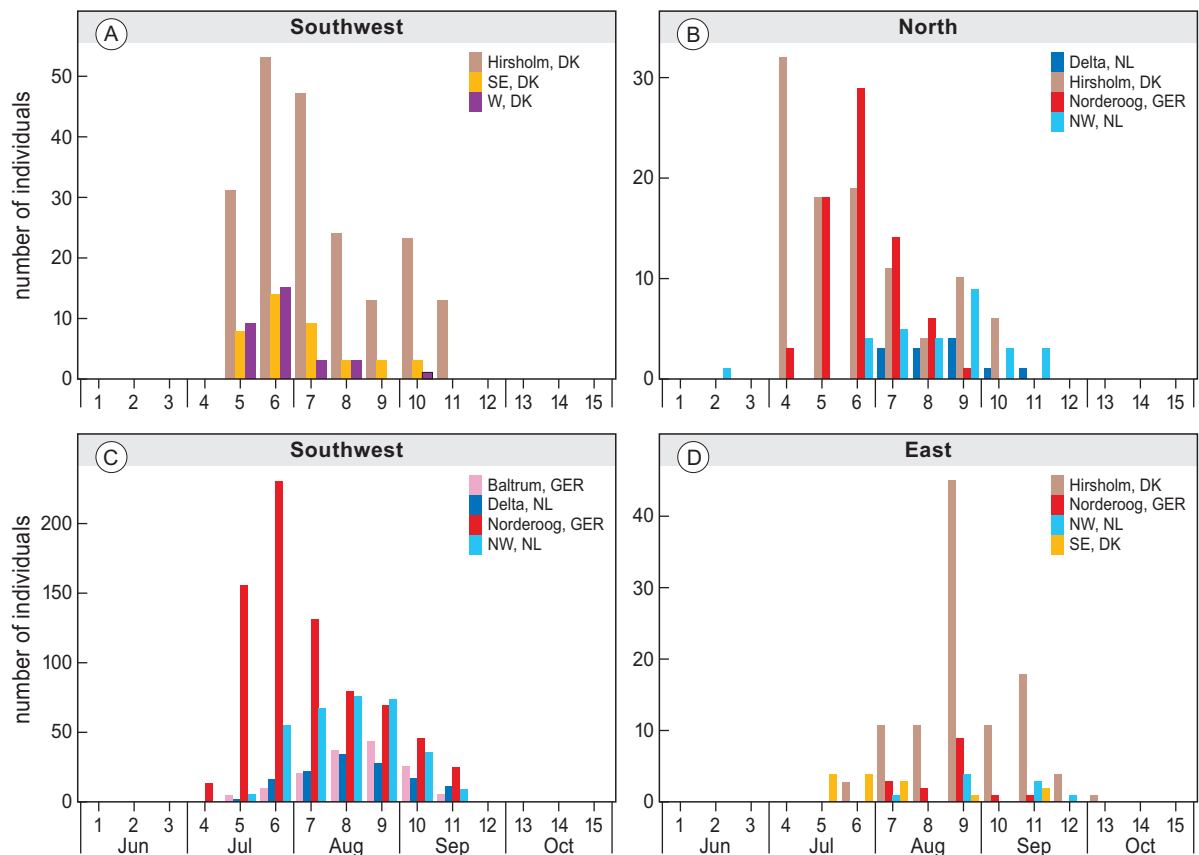 A Southwest
Hirsholm, DK
SE, DK
W, DK
number of individuals
50
40
30
20
10
0
1 2 3 4 5 6 7 8 9 10 11 12 13 14 15
B North
Delta, NL
Hirsholm, DK
Norderoog, GER
NW, NL
30
20
10
0
1 2 3 4 5 6 7 8 9 10 11 12 13 14 15
C Southwest
Baltrum, GER
Delta, NL
Norderoog, GER
NW, NL
number of individuals
200
250
100
50
0
1 2 3 4 5 6 7 8 9 10 11 12 13 14 15
Jun Jul Aug Sep Oct
D East
Hirsholm, DK
Norderoog, GER
NW, NL
SE, DK
40
30
20
10
0
1 2 3 4 5 6 7 8 9 10 11 12 13 14 15
Jun Jul Aug Sep Oct